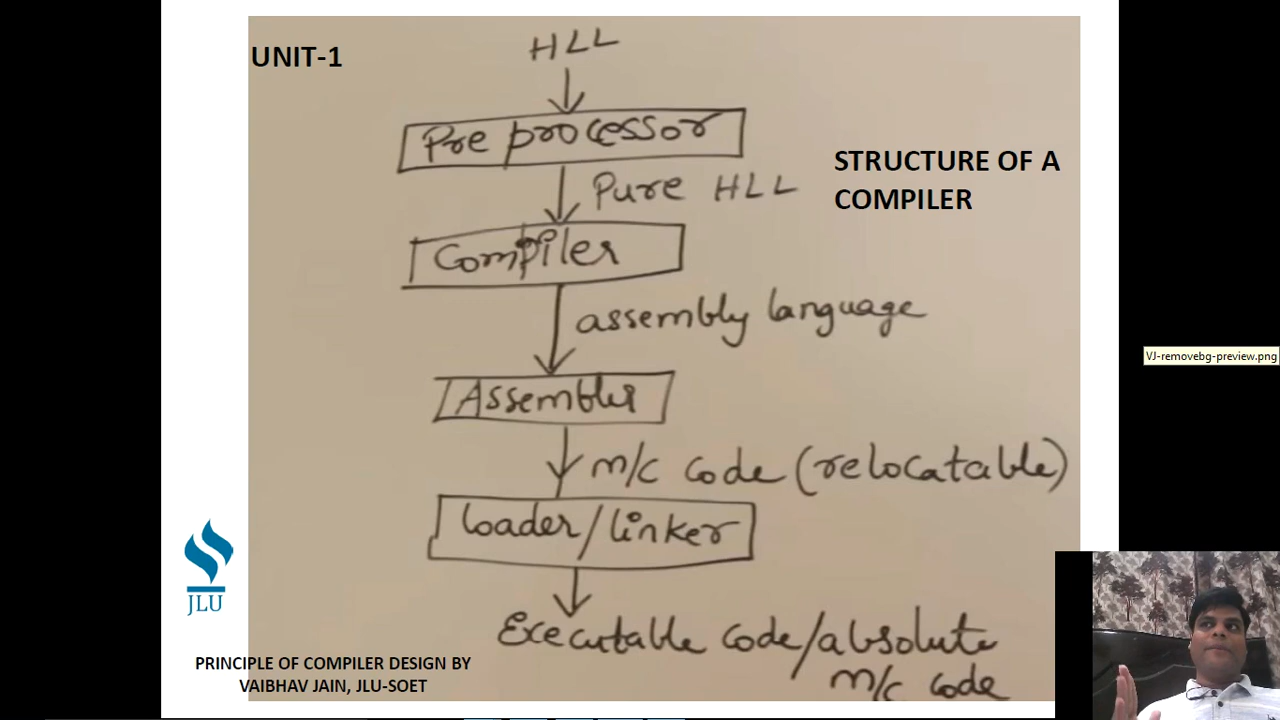 UNIT-1
HLL
Pre processor
Pure HLL
STRUCTURE OF A
COMPILER
Compiler
assembly language
VJ-removebg-preview.png
Assembler
m/c code (relocatable)
loader/linker
JLU
Executable code/absolute
m/c code
PRINCIPLE OF COMPILER DESIGN BY
VAIBHAV JAIN, JLU-SOET